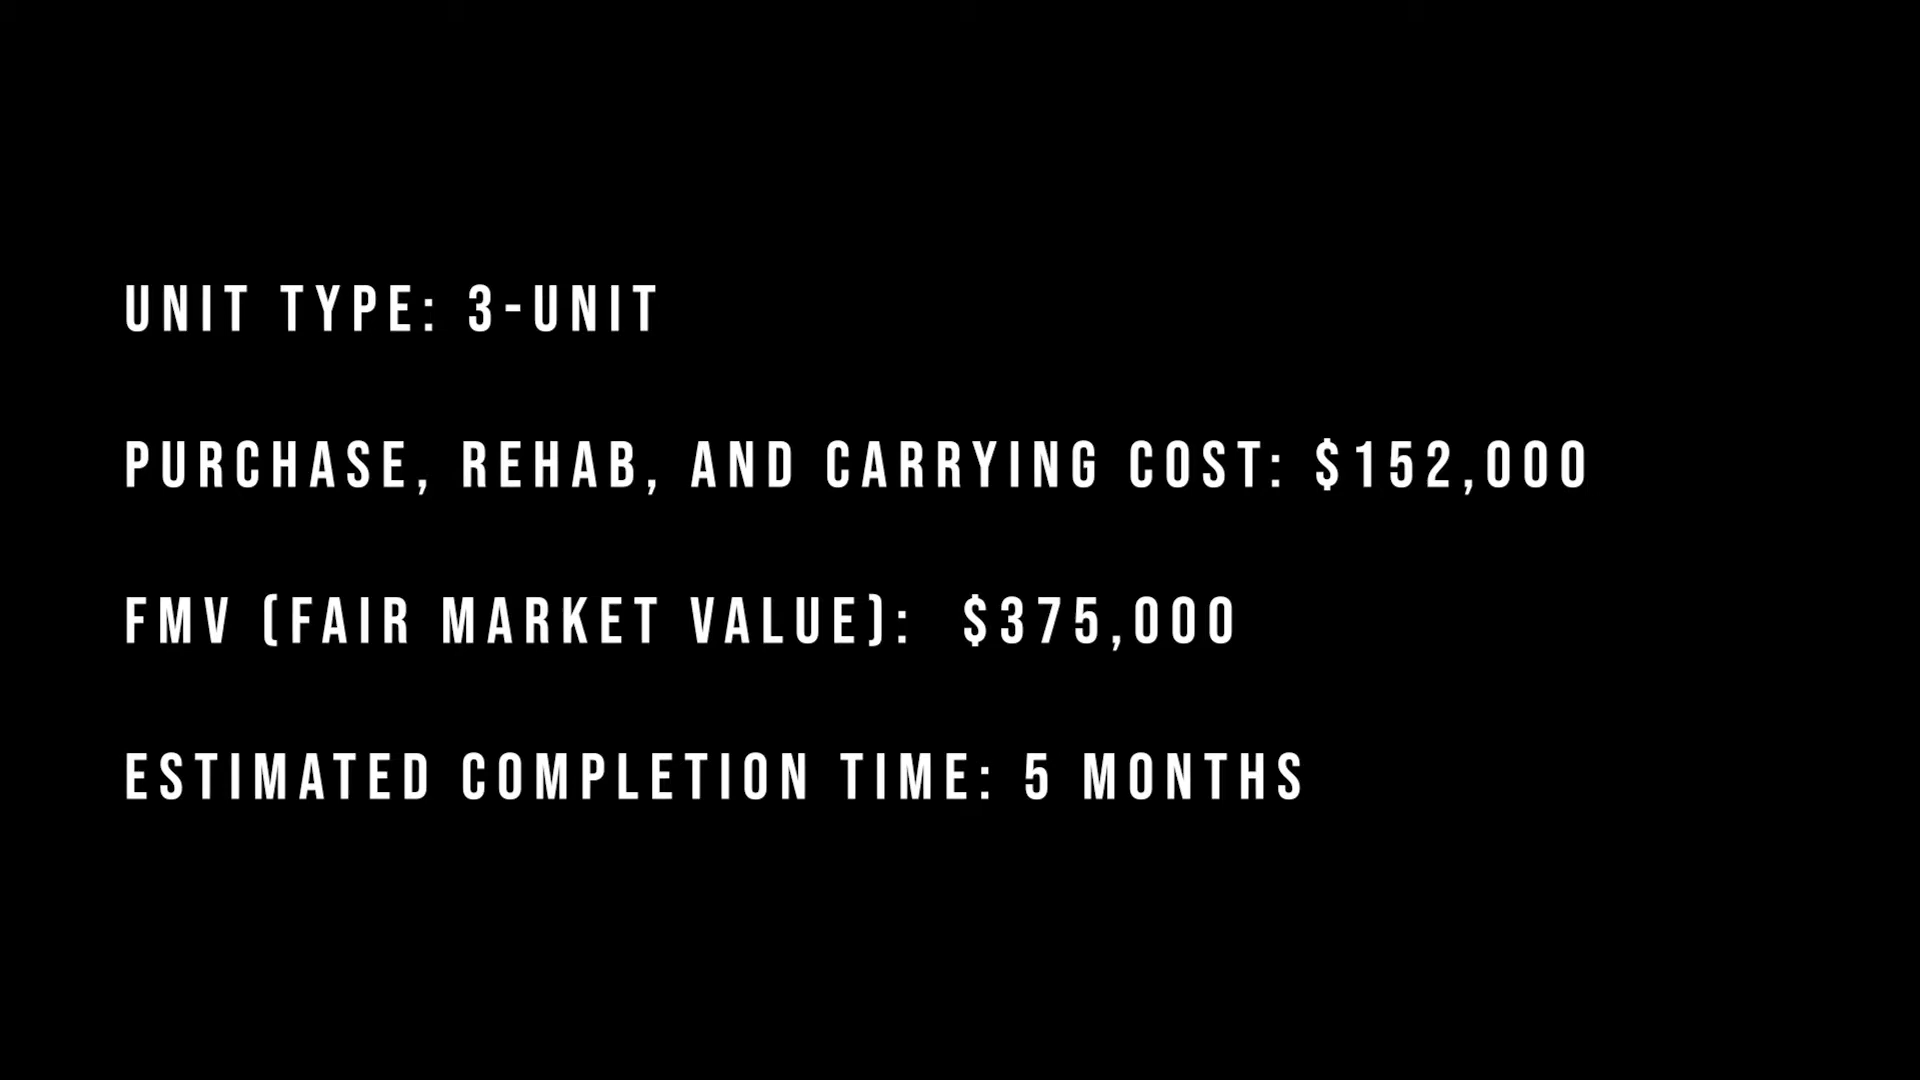 UNIT TYPE: 3-UNIT
PURCHASE, REHAB, AND CARRYING COST: $152,000
FMV (FAIR MARKET VALUE): $375,000
ESTIMATED COMPLETION TIME: 5 MONTHS